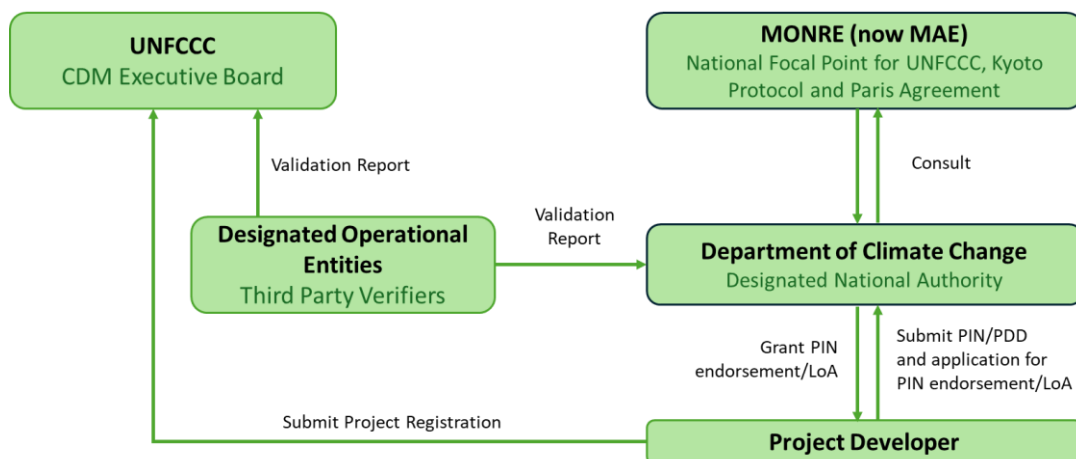 UNFCCC
CDM Executive Board
MONRE (now MAE)
National Focal Point for UNFCCC, Kyoto
Protocol and Paris Agreement
Validation Report
Consult
Validation
Report
Designated Operational
Entities
Third Party Verifiers
Department of Climate Change
Designated National Authority
Grant PIN
endorsement/LoA
Submit PIN/PDD
and application for
PIN endorsement/LoA
Submit Project Registration
Project Developer